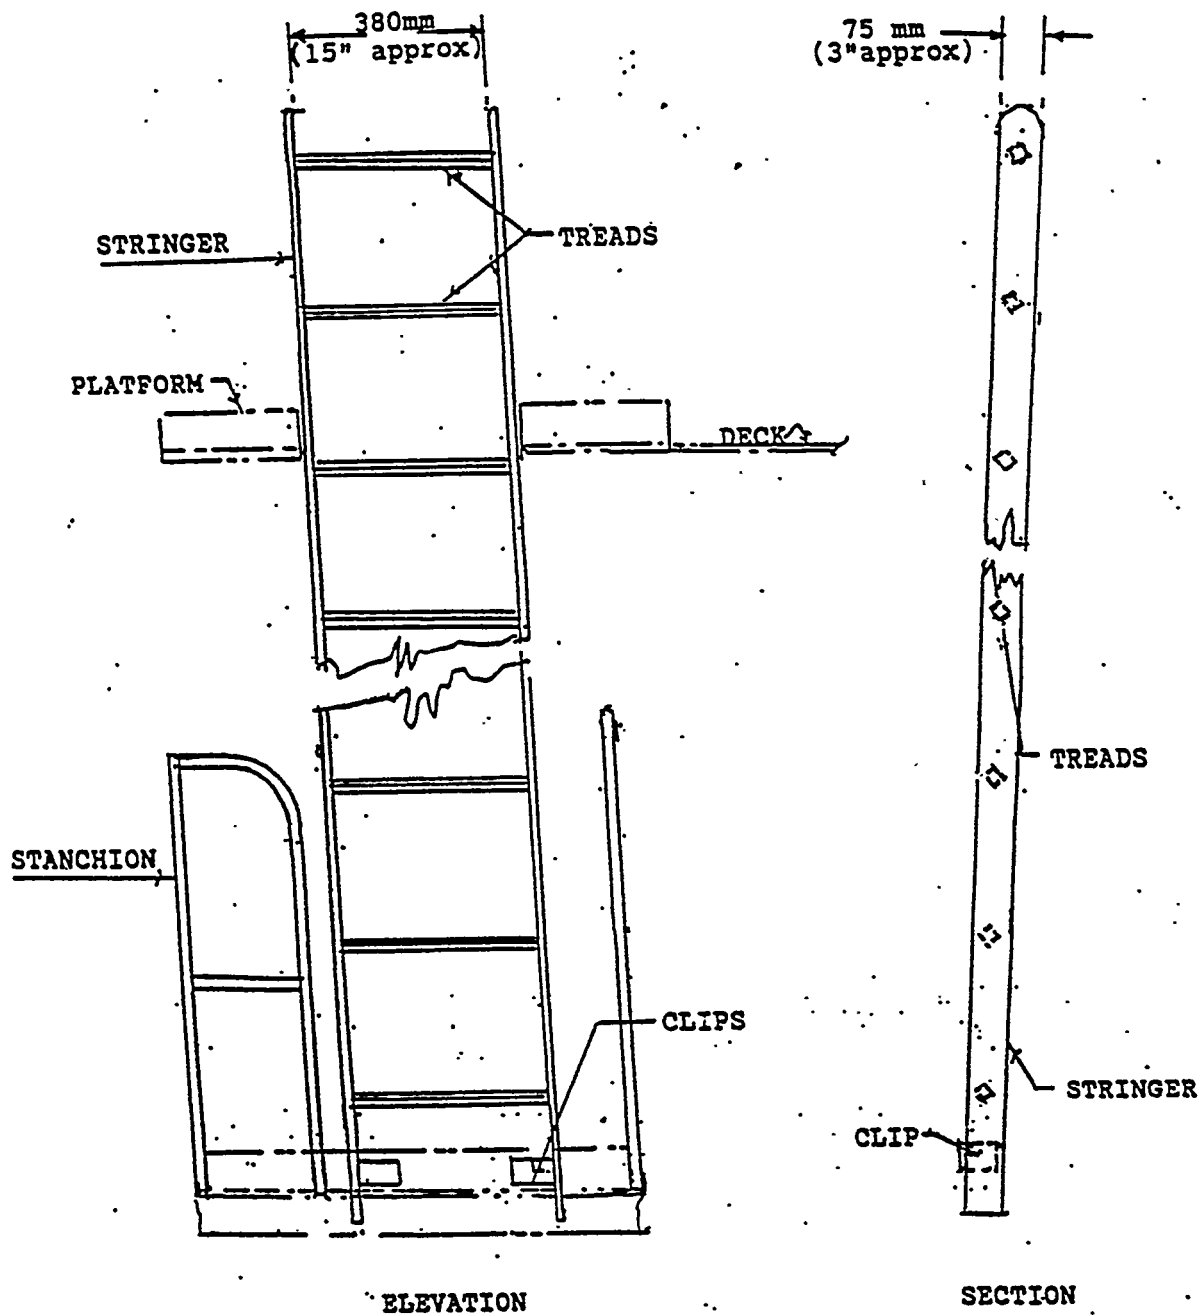 380mm
(15" approx)
75 mm
(3"approx)
STRINGER
TREADS
PLATFORM
DECK
TREADS
STANCHION
CLIPS
STRINGER
CLIP
ELEVATION
SECTION